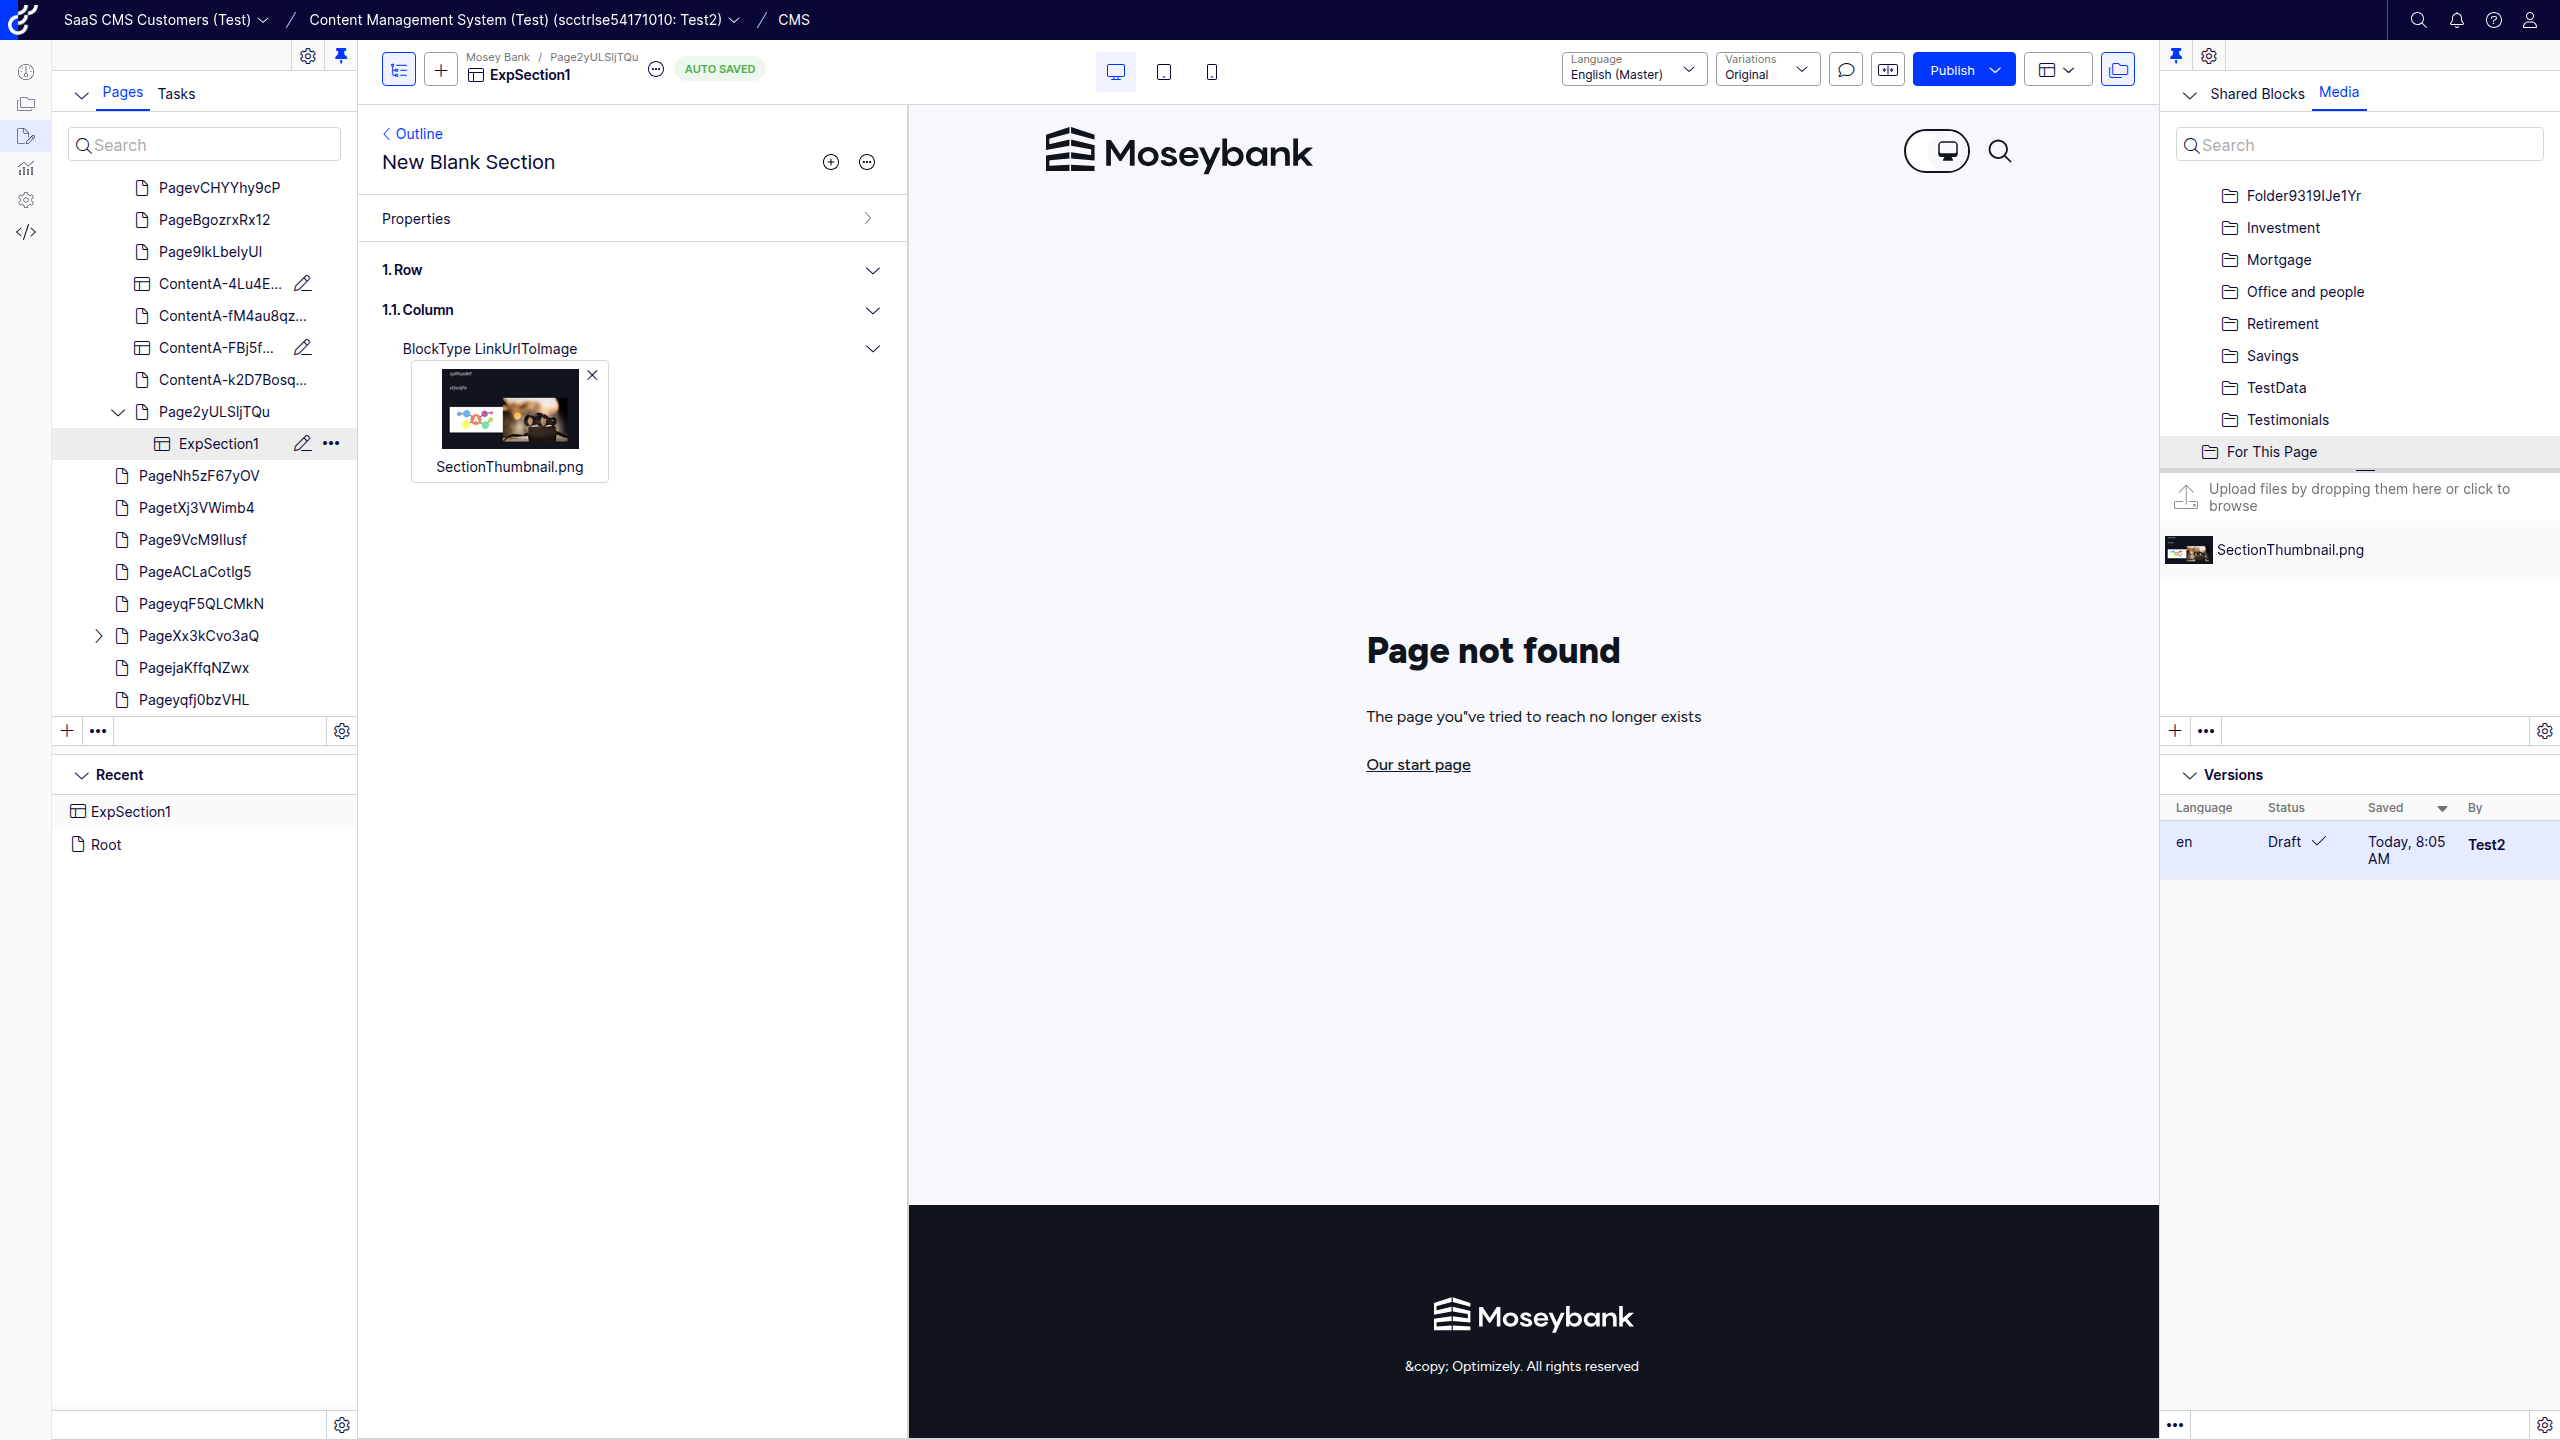 SaaS CMS Customers (Test) / Content Management System (Test) (scctrlse54171010: Test2) / CMS
Pages Tasks
Search
PagevCHYYhy9cP
PageBgozrxRx12
Page9lkLbelyUI
ContentA-4Lu4E...
ContentA-fM4au8qz...
ContentA-FBj5f...
ContentA-k2D7Bosq...
Page2yULSljTQu
ExpSection1
PageNh5zF67yOV
PagetXj3VWimb4
Page9VcM9Ilusf
PageACLaCotlg5
PageyqF5QLCMkN
PageXx3kCvo3aQ
PagejaKffqNZwx
Pageyqfj0bzVHL
Recent
ExpSection1
Root
Mosey Bank / Page2yULSljTQu
ExpSection1
AUTO SAVED
Language
English (Master)
Variations
Original
Publish
Outline
New Blank Section
Properties
1. Row
1.1. Column
BlockType LinkUrlToImage
SectionThumbnail.png
Moseybank
Page not found
The page you"ve tried to reach no longer exists
Our start page
Moseybank
&copy; Optimizely. All rights reserved
Shared Blocks Media
Search
Folder9319IJe1Yr
Investment
Mortgage
Office and people
Retirement
Savings
TestData
Testimonials
For This Page
Upload files by dropping them here or click to
browse
SectionThumbnail.png
Versions
Language Status Saved By
en Draft Today, 8:05 Test2
AM